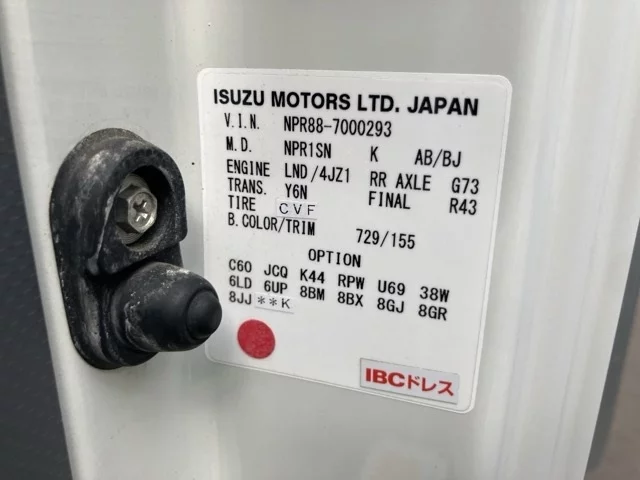 ISUZU MOTORS LTD. JAPAN
V.I.N. NPR88-7000293
M.D. NPR1SN K AB/BJ
ENGINE LND/4JZ1 RR AXLE G73
TRANS. Y6N FINAL R43
TIRE CVF
B.COLOR/TRIM 729/155
OPTION
C60 JCQ K44 RPW U69 38W
6LD 6UP 8BM 8BX 8GJ 8GR
8JJ **K
IBCドレス